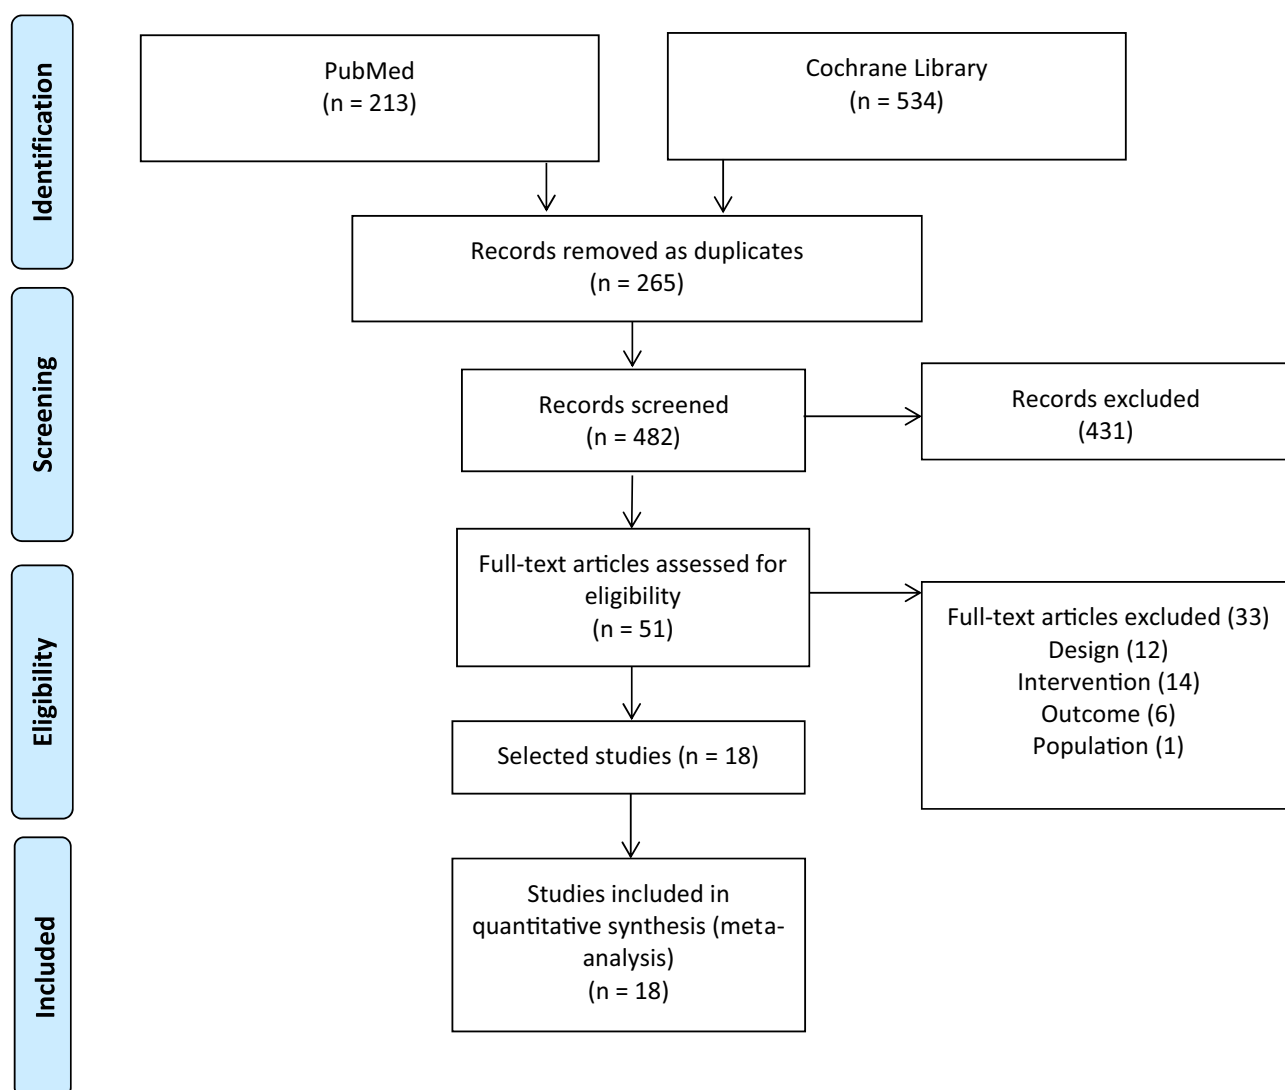 Identification
PubMed
(n = 213)
Cochrane Library
(n = 534)
Records removed as duplicates
(n = 265)
Screening
Records screened
(n = 482)
Records excluded
(431)
Eligibility
Full-text articles assessed for
eligibility
(n = 51)
Full-text articles excluded (33)
Design (12)
Intervention (14)
Outcome (6)
Population (1)
Selected studies (n = 18)
Included
Studies included in
quantitative synthesis (meta-
analysis)
(n = 18)